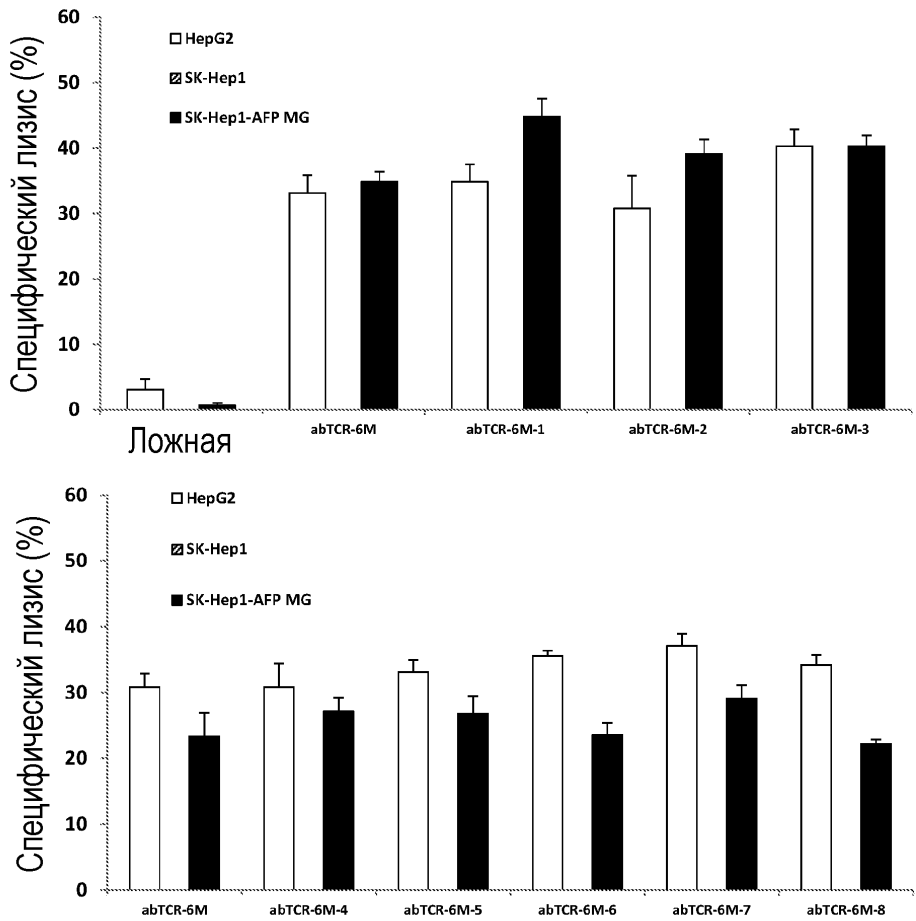 Специфический лизис (%)
60
50
40
30
20
10
0
HepG2
SK-Hep1
SK-Hep1-AFP MG
Ложная
abTCR-6M
abTCR-6M-1
abTCR-6M-2
abTCR-6M-3
Специфический лизис (%)
60
50
40
30
20
10
0
HepG2
SK-Hep1
SK-Hep1-AFP MG
abTCR-6M
abTCR-6M-4
abTCR-6M-5
abTCR-6M-6
abTCR-6M-7
abTCR-6M-8